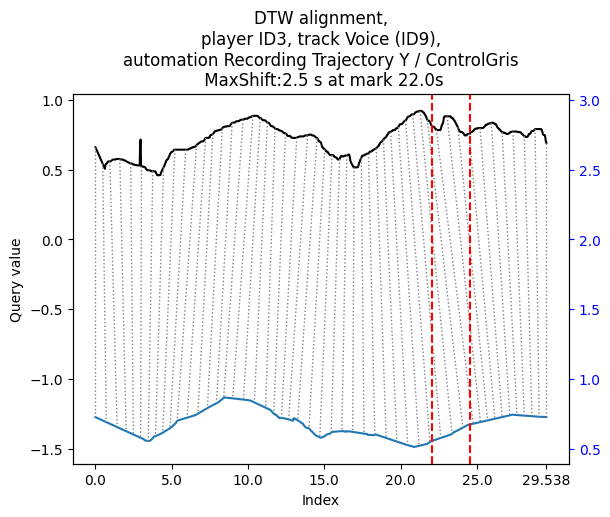 DTW alignment,
player ID3, track Voice (ID9),
automation Recording Trajectory Y / ControlGris
MaxShift:2.5 s at mark 22.0s
1.0
0.5
0.0
−0.5
−1.0
−1.5
Query value
3.0
2.5
2.0
1.5
1.0
0.5
0.0 5.0 10.0 15.0 20.0 25.0 29.538
Index